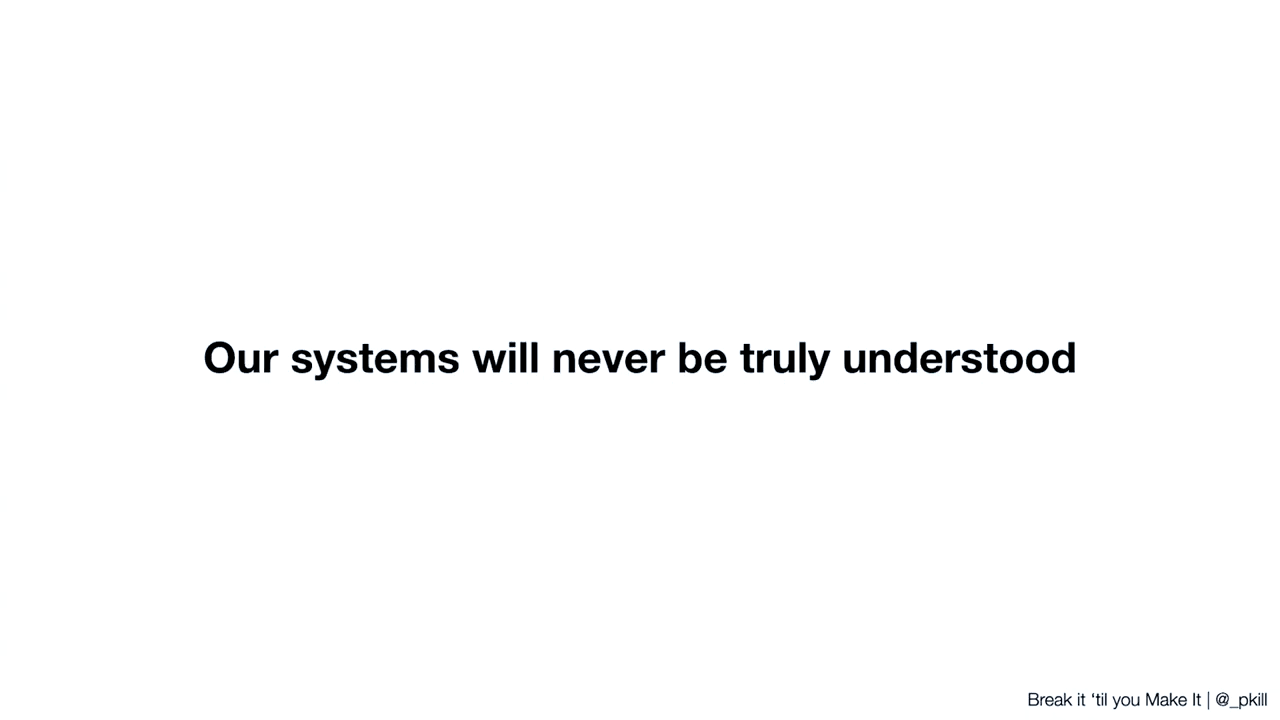 Our systems will never be truly understood
Break it ‘til you Make It | @_pkill